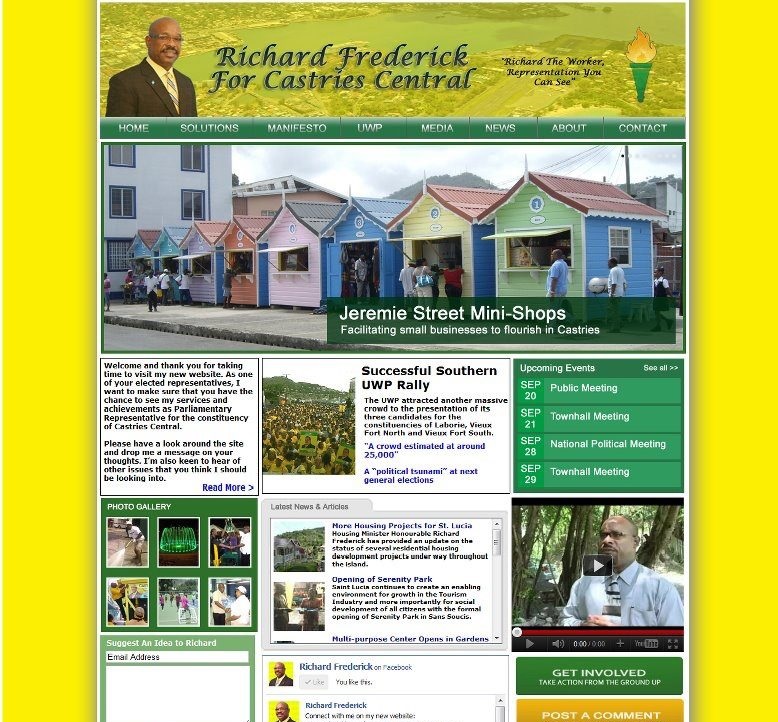 Richard Frederick
For Castries Central
"Richard The Worker,
Representation You
Can See"
HOME
SOLUTIONS
MANIFESTO
UWP
MEDIA
NEWS
ABOUT
CONTACT
3
2
1
Jeremie Street Mini-Shops
Facilitating small businesses to flourish in Castries
Welcome and thank you for taking
time to visit my new website. As one
of your elected representatives, I
want to make sure that you have the
chance to see my services and
achievements as Parliamentary
Representative for the constituency
of Castries Central.
Please have a look around the site
and drop me a message on your
thoughts. I'm also keen to hear of
other issues that you think I should
be looking into.
Read More >
Successful Southern
UWP Rally
The UWP attracted another massive
crowd to the presentation of its
three candidates for the
constituencies of Laborie, Vieux
Fort North and Vieux Fort South.
"A crowd estimated at around
25,000"
A "political tsunami" at next
general elections
Upcoming Events
See all >>
SEP
20
Public Meeting
SEP
21
Townhall Meeting
SEP
28
National Political Meeting
SEP
29
Townhall Meeting
PHOTO GALLERY
Latest News & Articles
More Housing Projects for St. Lucia
Housing Minister Honourable Richard
Frederick has provided an update on the
status of several residential housing
development projects under way throughout
the island.
Opening of Serenity Park
Saint Lucia continues to create an enabling
environment for growth in the Tourism
Industry and more importantly for social
development of all citizens with the formal
opening of Serenity Park in Sans Soucis.
Multi-purpose Center Opens in Gardens
0:00 / 0:00
YouTube
Suggest An Idea to Richard
Email Address
Richard Frederick on Facebook
Like
You like this.
Richard Frederick
Connect with me on my new website:
GET INVOLVED
TAKE ACTION FROM THE GROUND UP
POST A COMMENT